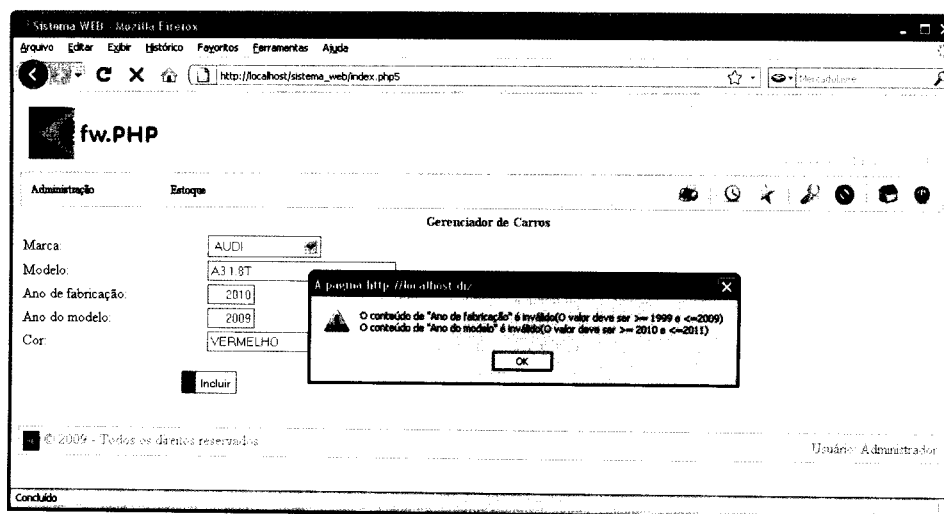 Sistema WEB - Mozilla Firefox
Arquivo Editar Exibir Histórico Favoritos Ferramentas Ajuda
http://localhost/sistema_web/index.php5
MercadoLivre
fw.PHP
Administração Estoque
Gerenciador de Carros
Marca: AUDI
Modelo: A3 1.8T
Ano de fabricação: 2010
Ano do modelo: 2009
Cor: VERMELHO
A página http://localhost diz:
O conteúdo de "Ano de fabricação" é inválido(O valor deve ser >= 1999 e <=2009)
O conteúdo de "Ano do modelo" é inválido(O valor deve ser >= 2010 e <=2011)
OK
Incluir
© 2009 - Todos os direitos reservados
Usuário: Administrador
Concluído